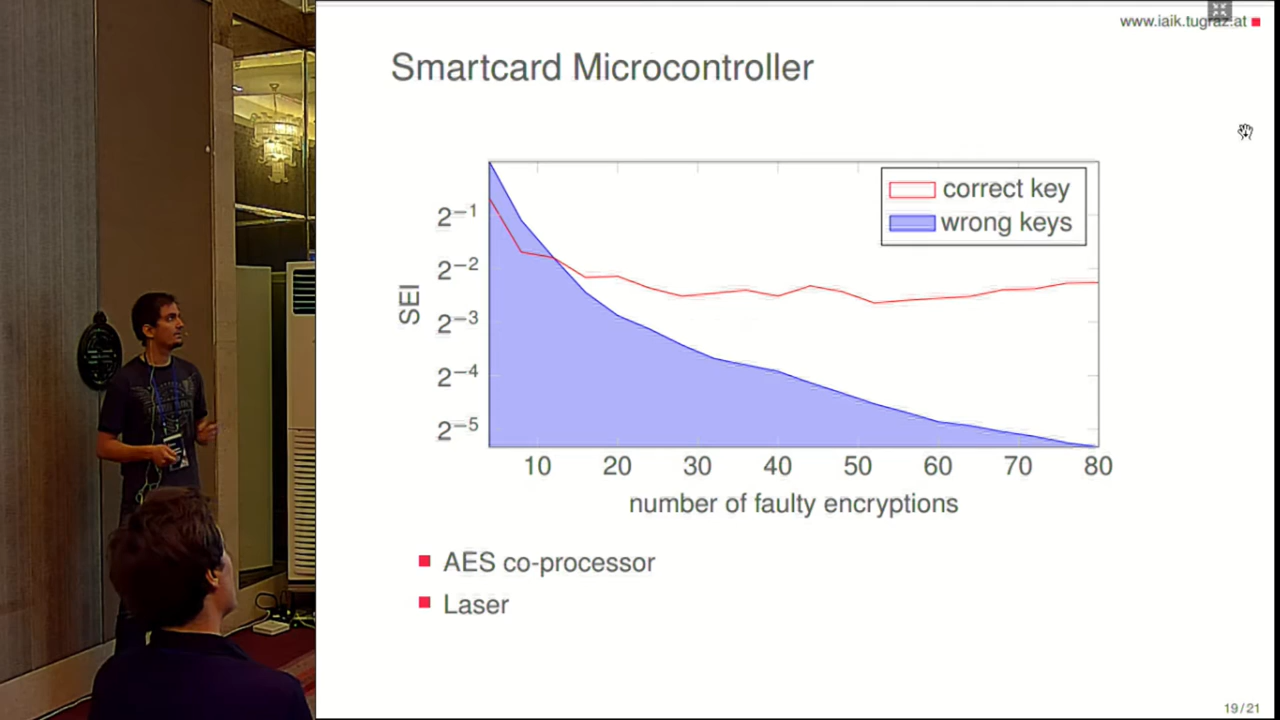 www.iaik.tugraz.at
Smartcard Microcontroller
correct key
wrong keys
SEI
2⁻¹
2⁻²
2⁻³
2⁻⁴
2⁻⁵
10 20 30 40 50 60 70 80
number of faulty encryptions
AES co-processor
Laser
19/21